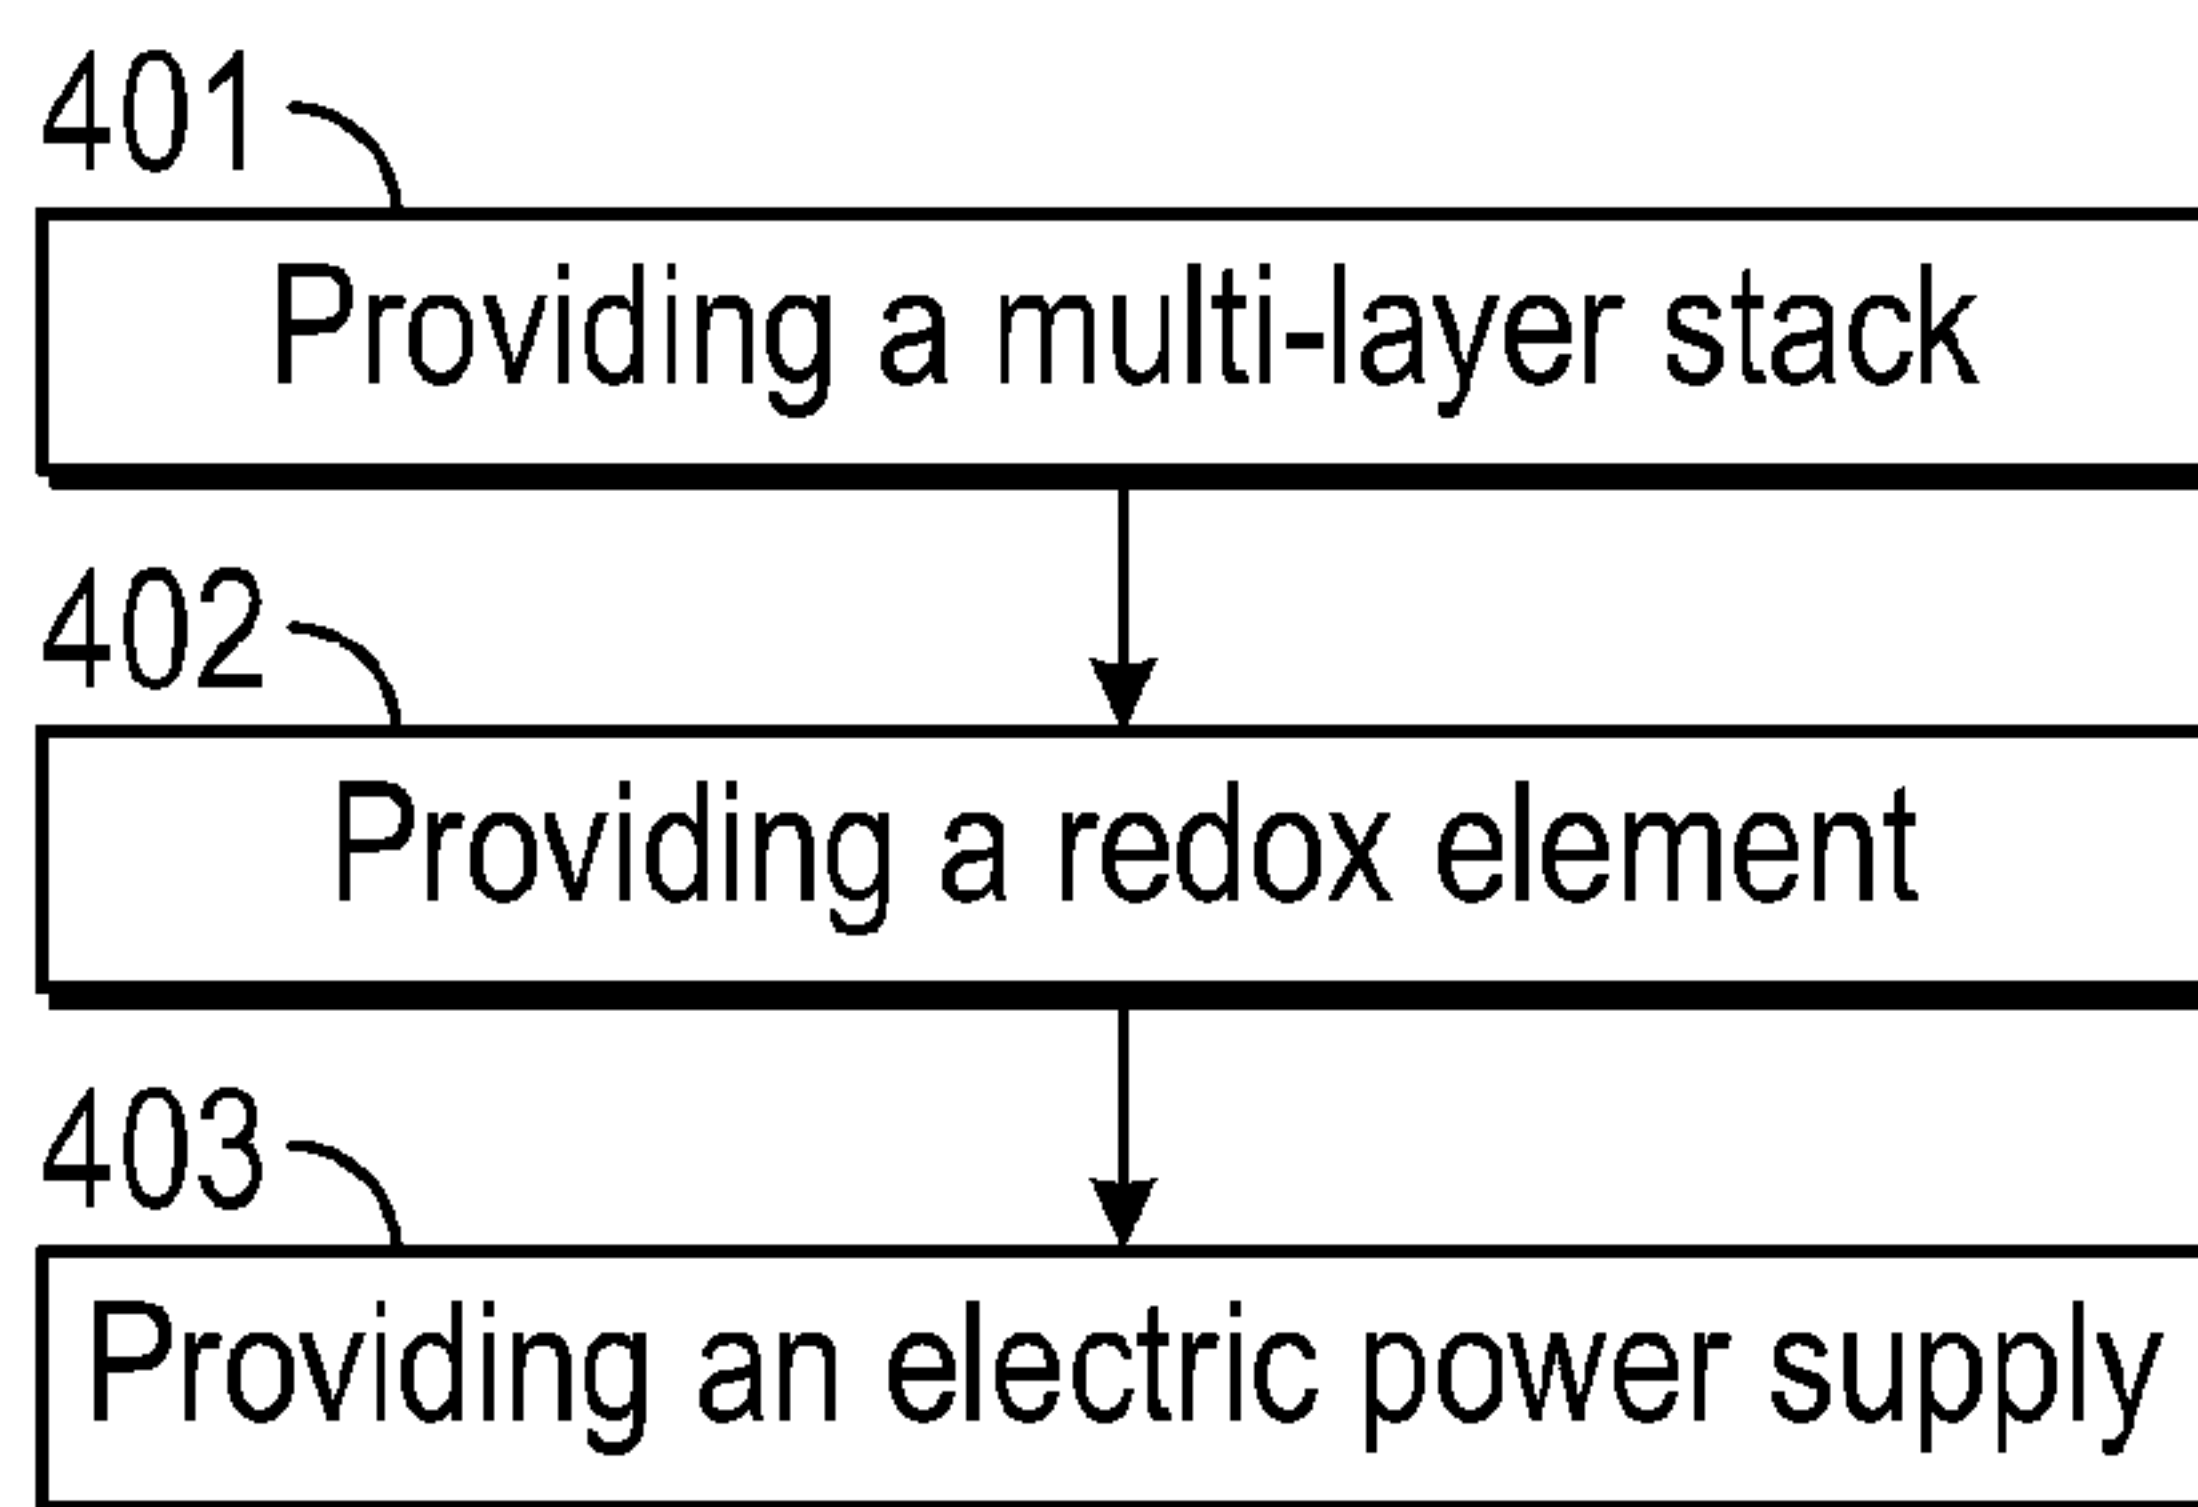 401
Providing a multi-layer stack
402
Providing a redox element
403
Providing an electric power supply